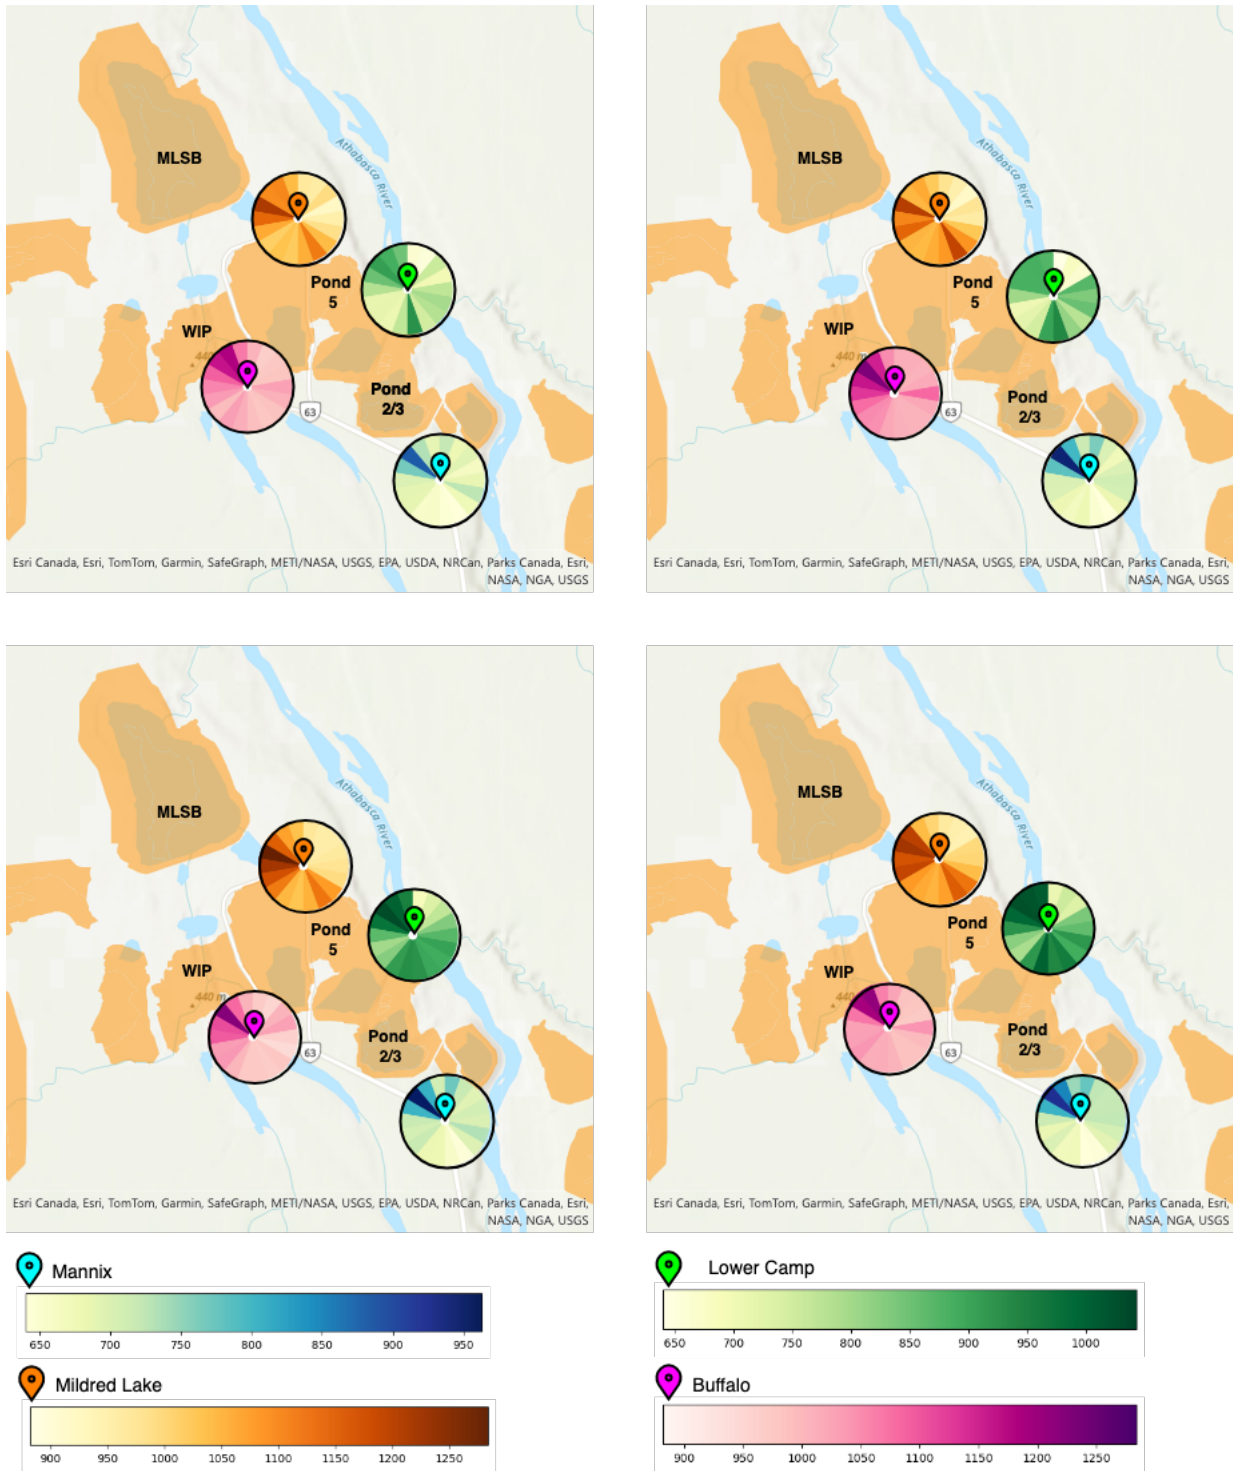 MLSB
Athabasca River
Pond
5
WIP
440 m
Pond
2/3
63
Esri Canada, Esri, TomTom, Garmin, SafeGraph, METI/NASA, USGS, EPA, USDA, NRCan, Parks Canada, Esri,
NASA, NGA, USGS
MLSB
Athabasca River
Pond
5
WIP
440 m
Pond
2/3
63
Esri Canada, Esri, TomTom, Garmin, SafeGraph, METI/NASA, USGS, EPA, USDA, NRCan, Parks Canada, Esri,
NASA, NGA, USGS
MLSB
Athabasca River
Pond
5
WIP
440 m
Pond
2/3
63
Esri Canada, Esri, TomTom, Garmin, SafeGraph, METI/NASA, USGS, EPA, USDA, NRCan, Parks Canada, Esri,
NASA, NGA, USGS
MLSB
Athabasca River
Pond
5
WIP
440 m
Pond
2/3
63
Esri Canada, Esri, TomTom, Garmin, SafeGraph, METI/NASA, USGS, EPA, USDA, NRCan, Parks Canada, Esri,
NASA, NGA, USGS
Mannix
650 700 750 800 850 900 950
Lower Camp
650 700 750 800 850 900 950 1000
Mildred Lake
900 950 1000 1050 1100 1150 1200 1250
Buffalo
900 950 1000 1050 1100 1150 1200 1250